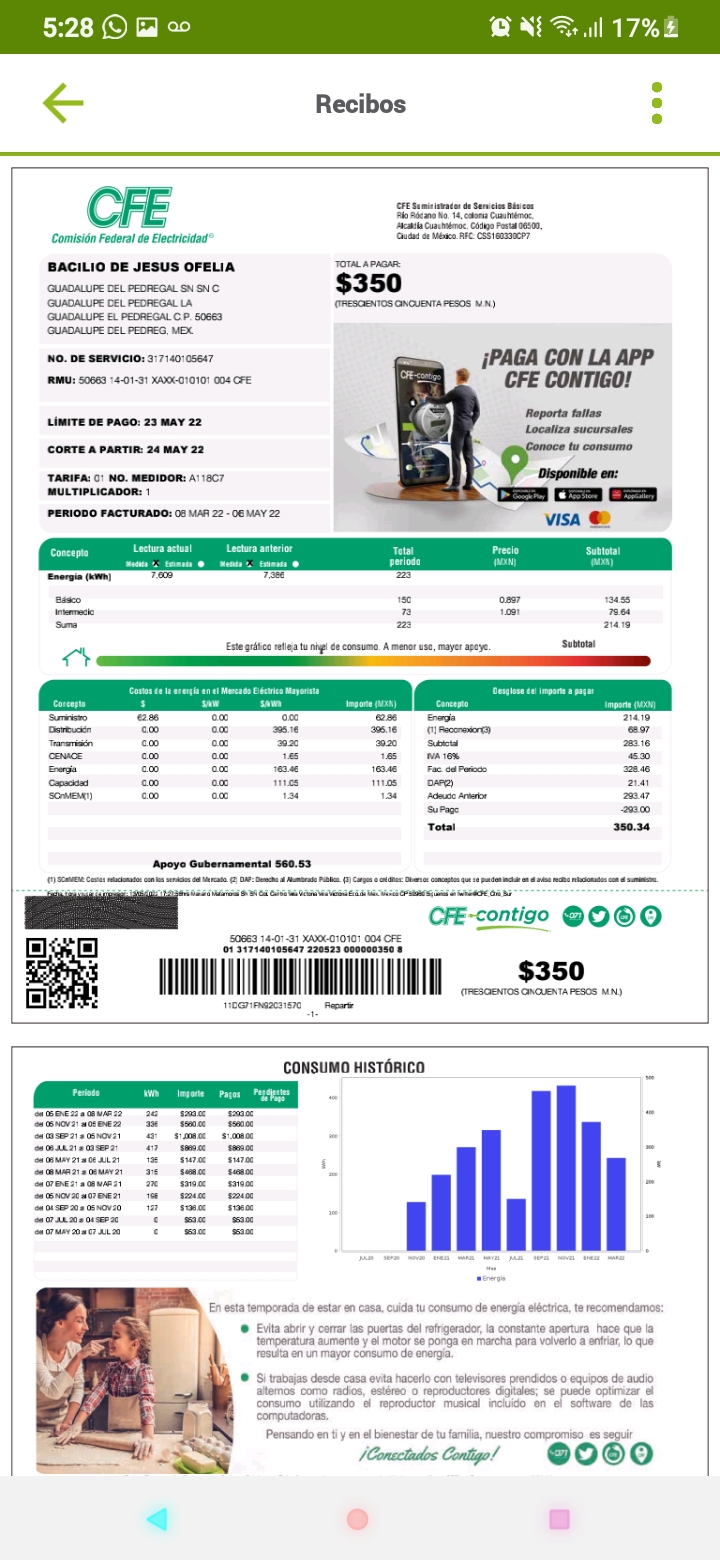 5:28
17%
Recibos
CFE
Comisión Federal de Electricidad®
CFE Suministrador de Servicios Básicos
Río Ródano No. 14, colonia Cuauhtémoc,
Alcaldía Cuauhtémoc, Código Postal 06500,
Ciudad de México. RFC: CSS160330CP7
BACILIO DE JESUS OFELIA
GUADALUPE DEL PEDREGAL SN SN C
GUADALUPE DEL PEDREGAL LA
GUADALUPE EL PEDREGAL C.P. 50663
GUADALUPE DEL PEDREG, MEX.
TOTAL A PAGAR:
$350
(TRESCIENTOS CINCUENTA PESOS M.N.)
NO. DE SERVICIO: 317140105647
RMU: 50663 14-01-31 XAXX-010101 004 CFE
LÍMITE DE PAGO: 23 MAY 22
CORTE A PARTIR: 24 MAY 22
TARIFA: 01 NO. MEDIDOR: A118C7
MULTIPLICADOR: 1
PERIODO FACTURADO: 08 MAR 22 - 06 MAY 22
¡PAGA CON LA APP
CFE CONTIGO!
CFE-contigo
Reporta fallas
Localiza sucursales
Conoce tu consumo
Disponible en:
Google Play App Store AppGallery
VISA mastercard
Concepto Lectura actual Lectura anterior Total periodo Precio (MXN) Subtotal (MXN)
Medida X Estimada Medida X Estimada
Energía (kWh) 7,609 7,386 223
Básico 150 0.897 134.55
Intermedio 73 1.091 79.64
Suma 223 214.19
Este gráfico refleja tu nivel de consumo. A menor uso, mayor apoyo. Subtotal
Costos de la energía en el Mercado Eléctrico Mayorista
Concepto $ $/kW $/kWh Importe (MXN)
Suministro 62.86 0.00 0.00 62.86
Distribución 0.00 0.00 395.16 395.16
Transmisión 0.00 0.00 39.20 39.20
CENACE 0.00 0.00 1.65 1.65
Energía 0.00 0.00 163.46 163.46
Capacidad 0.00 0.00 111.05 111.05
SCnMEM(1) 0.00 0.00 1.34 1.34
Apoyo Gubernamental 560.53
Desglose del importe a pagar
Concepto Importe (MXN)
Energía 214.19
(1) Reconexion(3) 68.97
Subtotal 283.16
IVA 16% 45.30
Fac. del Periodo 328.46
DAP(2) 21.41
Adeudo Anterior 293.47
Su Pago -293.00
Total 350.34
(1) SCnMEM: Costos relacionados con los servicios del Mercado. (2) DAP: Derecho al Alumbrado Público. (3) Cargos o créditos: Diversos conceptos que se pueden incluir en el aviso recibo relacionados con el suministro.
CFE-contigo 071
50663 14-01-31 XAXX-010101 004 CFE
01 317140105647 220523 000000350 8
11DG71FN92031570 Repartir
-1-
$350
(TRESCIENTOS CINCUENTA PESOS M.N.)
CONSUMO HISTÓRICO
Periodo kWh Importe Pagos Pendientes de Pago
del 05 ENE 22 al 08 MAR 22 242 $293.00 $293.00
del 05 NOV 21 al 05 ENE 22 336 $560.00 $560.00
del 03 SEP 21 al 05 NOV 21 431 $1,008.00 $1,008.00
del 06 JUL 21 al 03 SEP 21 417 $869.00 $869.00
del 06 MAY 21 al 06 JUL 21 135 $147.00 $147.00
del 08 MAR 21 al 06 MAY 21 315 $468.00 $468.00
del 07 ENE 21 al 08 MAR 21 270 $319.00 $319.00
del 05 NOV 20 al 07 ENE 21 198 $224.00 $224.00
del 04 SEP 20 al 05 NOV 20 127 $136.00 $136.00
del 07 JUL 20 al 04 SEP 20 0 $53.00 $53.00
del 07 MAY 20 al 07 JUL 20 0 $53.00 $53.00
500
400 400
300 300
200 200
100 100
0 0
kWh
JUL20 SEP20 NOV20 ENE21 MAR21 MAY21 JUL21 SEP21 NOV21 ENE22 MAR22
Mes
Energía
En esta temporada de estar en casa, cuida tu consumo de energía eléctrica, te recomendamos:
Evita abrir y cerrar las puertas del refrigerador, la constante apertura hace que la
temperatura aumente y el motor se ponga en marcha para volverlo a enfriar, lo que
resulta en un mayor consumo de energía.
Si trabajas desde casa evita hacerlo con televisores prendidos o equipos de audio
alternos como radios, estéreo o reproductores digitales; se puede optimizar el
consumo utilizando el reproductor musical incluido en el software de las
computadoras.
Pensando en ti y en el bienestar de tu familia, nuestro compromiso es seguir
¡Conectados Contigo!
071